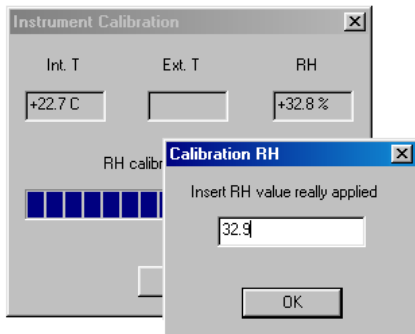 Instrument Calibration
Int. T Ext. T RH
+22.7 C +32.8 %
RH calibr
Calibration RH
Insert RH value really applied
32.9
OK